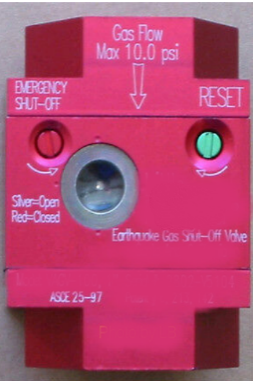 Gas Flow
Max 10.0 psi
EMERGENCY
SHUT-OFF
RESET
Silver=Open
Red=Closed
Earthquake Gas Shut-Off Valve
ASCE 25-97